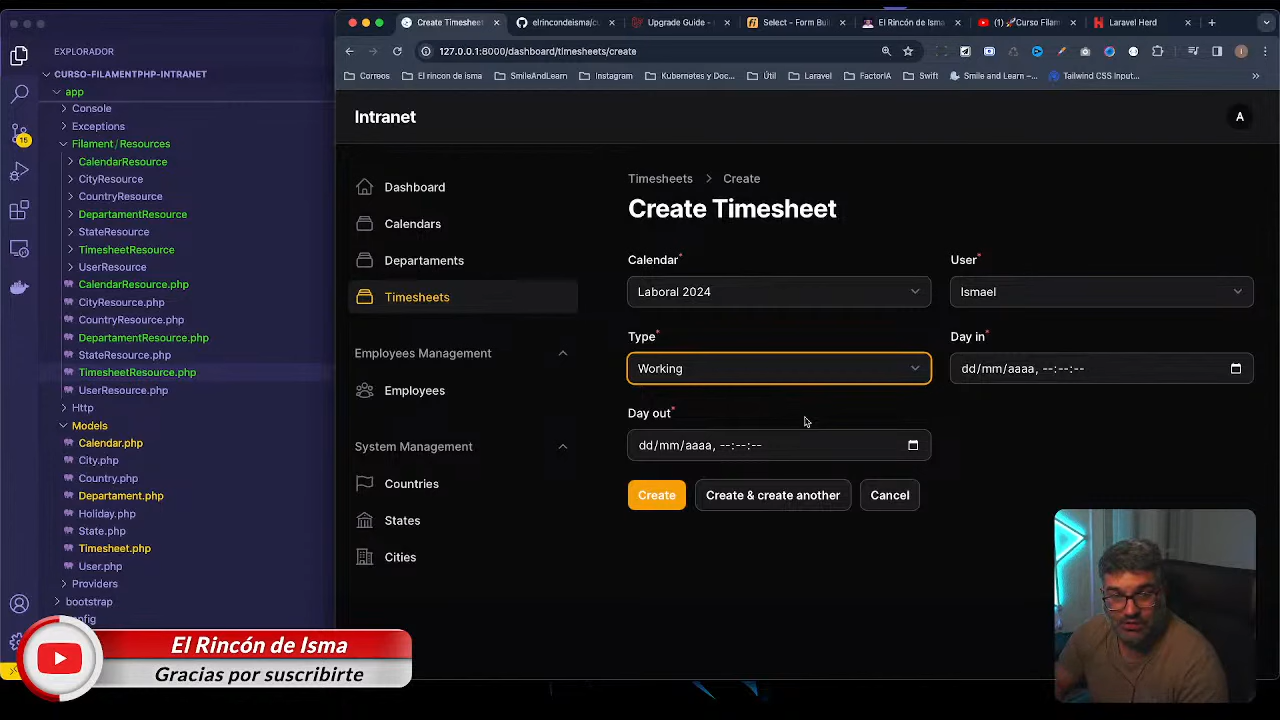 EXPLORADOR
CURSO-FILAMENTPHP-INTRANET
app
Console
Exceptions
Filament / Resources
CalendarResource
CityResource
CountryResource
DepartamentResource
StateResource
TimesheetResource
UserResource
CalendarResource.php
CityResource.php
CountryResource.php
DepartamentResource.php
StateResource.php
TimesheetResource.php
UserResource.php
Http
Models
Calendar.php
City.php
Country.php
Departament.php
Holiday.php
State.php
Timesheet.php
User.php
Providers
bootstrap
15
Create Timesheet
elrincondeisma/cu
Upgrade Guide -
Select - Form Bui
El Rincón de Isma
(1) 🚀Curso Filam
Laravel Herd
127.0.0.1:8000/dashboard/timesheets/create
Correos
El rincon de isma
SmileAndLearn
Instagram
Kubernetes y Doc...
Útil
Laravel
FactorIA
Swift
Smile and Learn –...
Tailwind CSS Input...
Intranet
A
Dashboard
Calendars
Departaments
Timesheets
Employees Management
Employees
System Management
Countries
States
Cities
Timesheets > Create
Create Timesheet
Calendar*
Laboral 2024
User*
Ismael
Type*
Working
Day in*
dd/mm/aaaa, --:--:--
Day out*
dd/mm/aaaa, --:--:--
Create
Create & create another
Cancel
El Rincón de Isma
Gracias por suscribirte